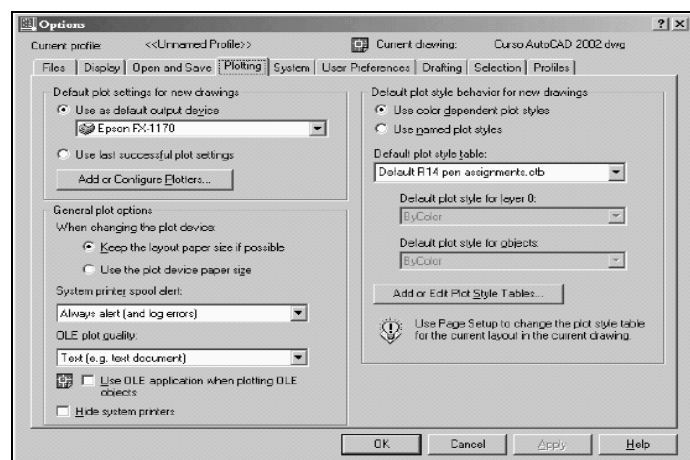 Options
Current profile: <<Unnamed Profile>> Current drawing: Curso AutoCAD 2002.dwg
Files Display Open and Save Plotting System User Preferences Drafting Selection Profiles
Default plot settings for new drawings
Use as default output device
Epson FX-1170
Use last successful plot settings
Add or Configure Plotters...
General plot options
When changing the plot device:
Keep the layout paper size if possible
Use the plot device paper size
System printer spool alert:
Always alert (and log errors)
OLE plot quality:
Text (e.g. text document)
Use OLE application when plotting OLE
objects
Hide system printers
Default plot style behavior for new drawings
Use color dependent plot styles
Use named plot styles
Default plot style table:
Default R14 pen assignments.ctb
Default plot style for layer 0:
ByColor
Default plot style for objects:
ByColor
Add or Edit Plot Style Tables...
Use Page Setup to change the plot style table
for the current layout in the current drawing.
OK Cancel Apply Help